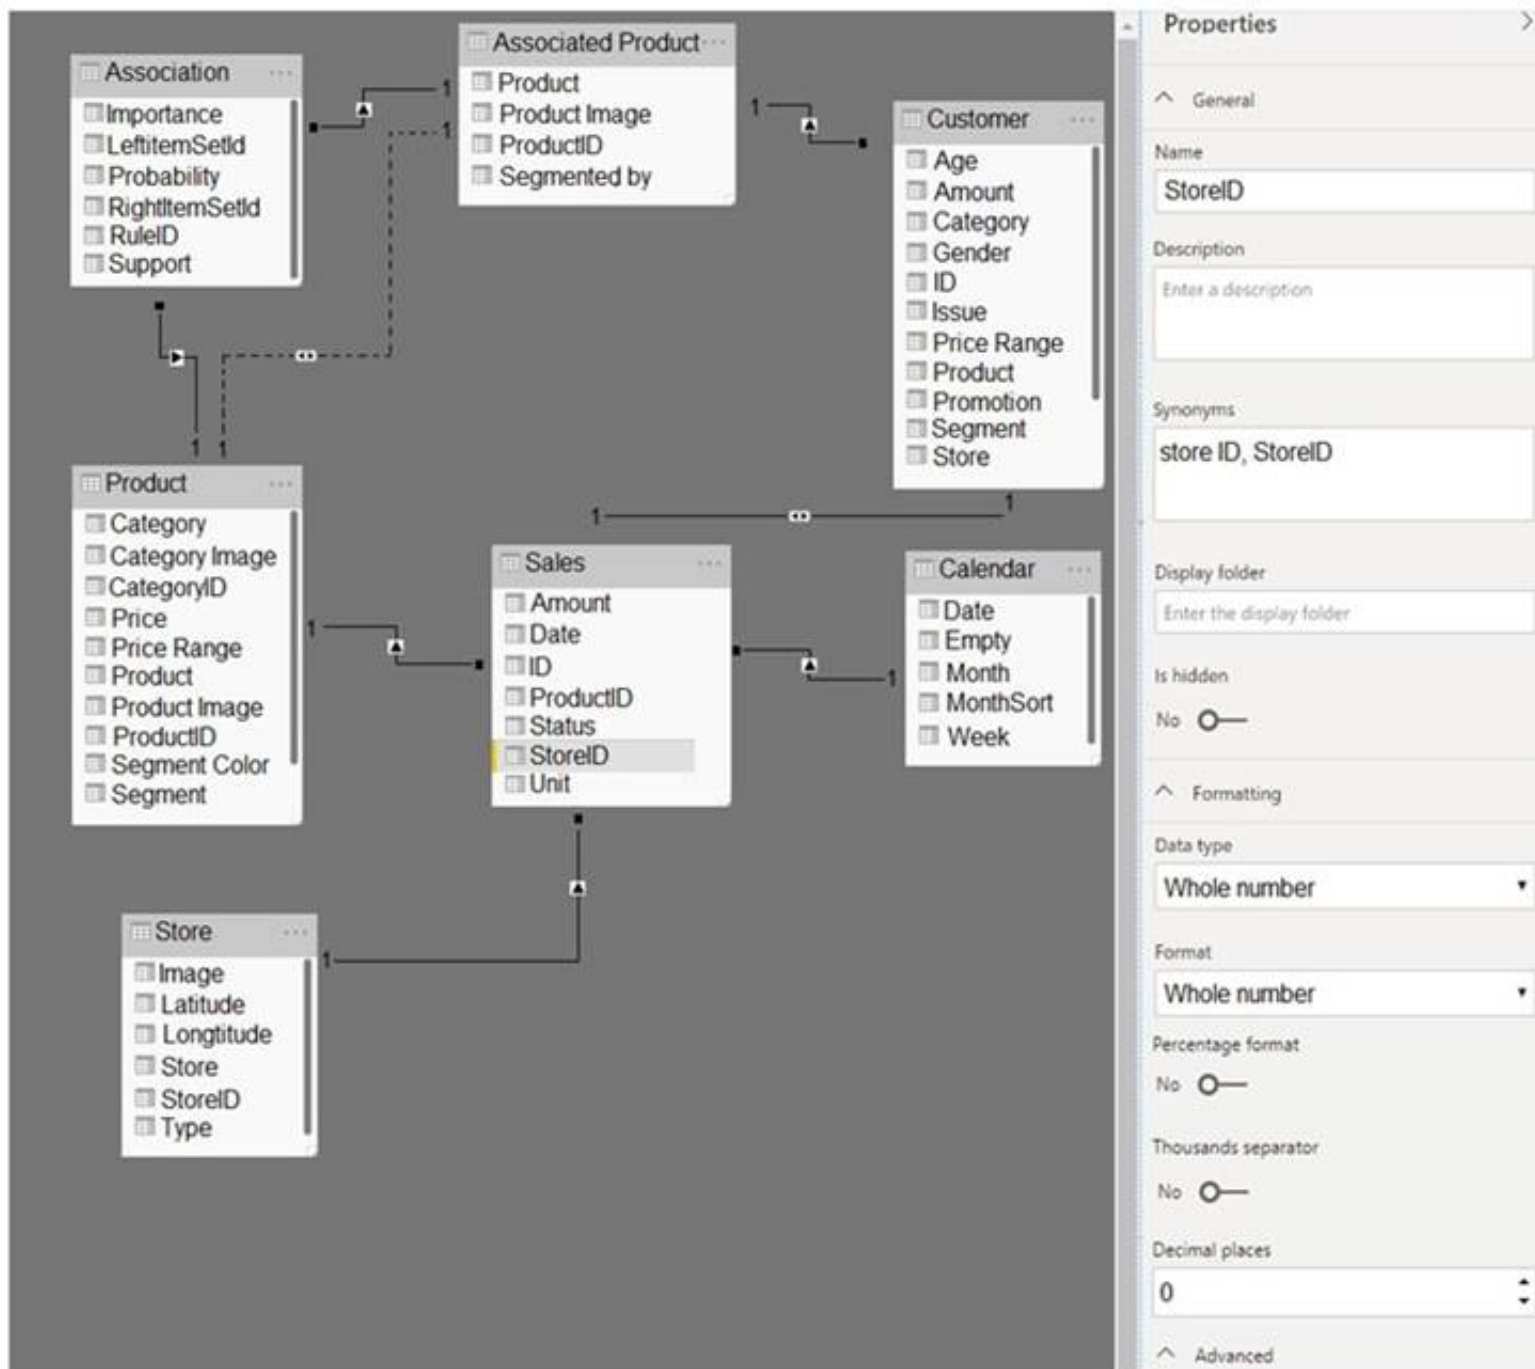 Association
Importance
LeftitemSetId
Probability
RightItemSetId
RuleID
Support
Associated Product
Product
Product Image
ProductID
Segmented by
Customer
Age
Amount
Category
Gender
ID
Issue
Price Range
Product
Promotion
Segment
Store
1
1
1
1
1
1
1
Product
Category
Category Image
CategoryID
Price
Price Range
Product
Product Image
ProductID
Segment Color
Segment
1
Sales
Amount
Date
ID
ProductID
Status
StoreID
Unit
1
Calendar
Date
Empty
Month
MonthSort
Week
Store
1
Image
Latitude
Longtitude
Store
StoreID
Type
Properties
General
Name
StoreID
Description
Enter a description
Synonyms
store ID, StoreID
Display folder
Enter the display folder
Is hidden
No
Formatting
Data type
Whole number
Format
Whole number
Percentage format
No
Thousands separator
No
Decimal places
0
Advanced